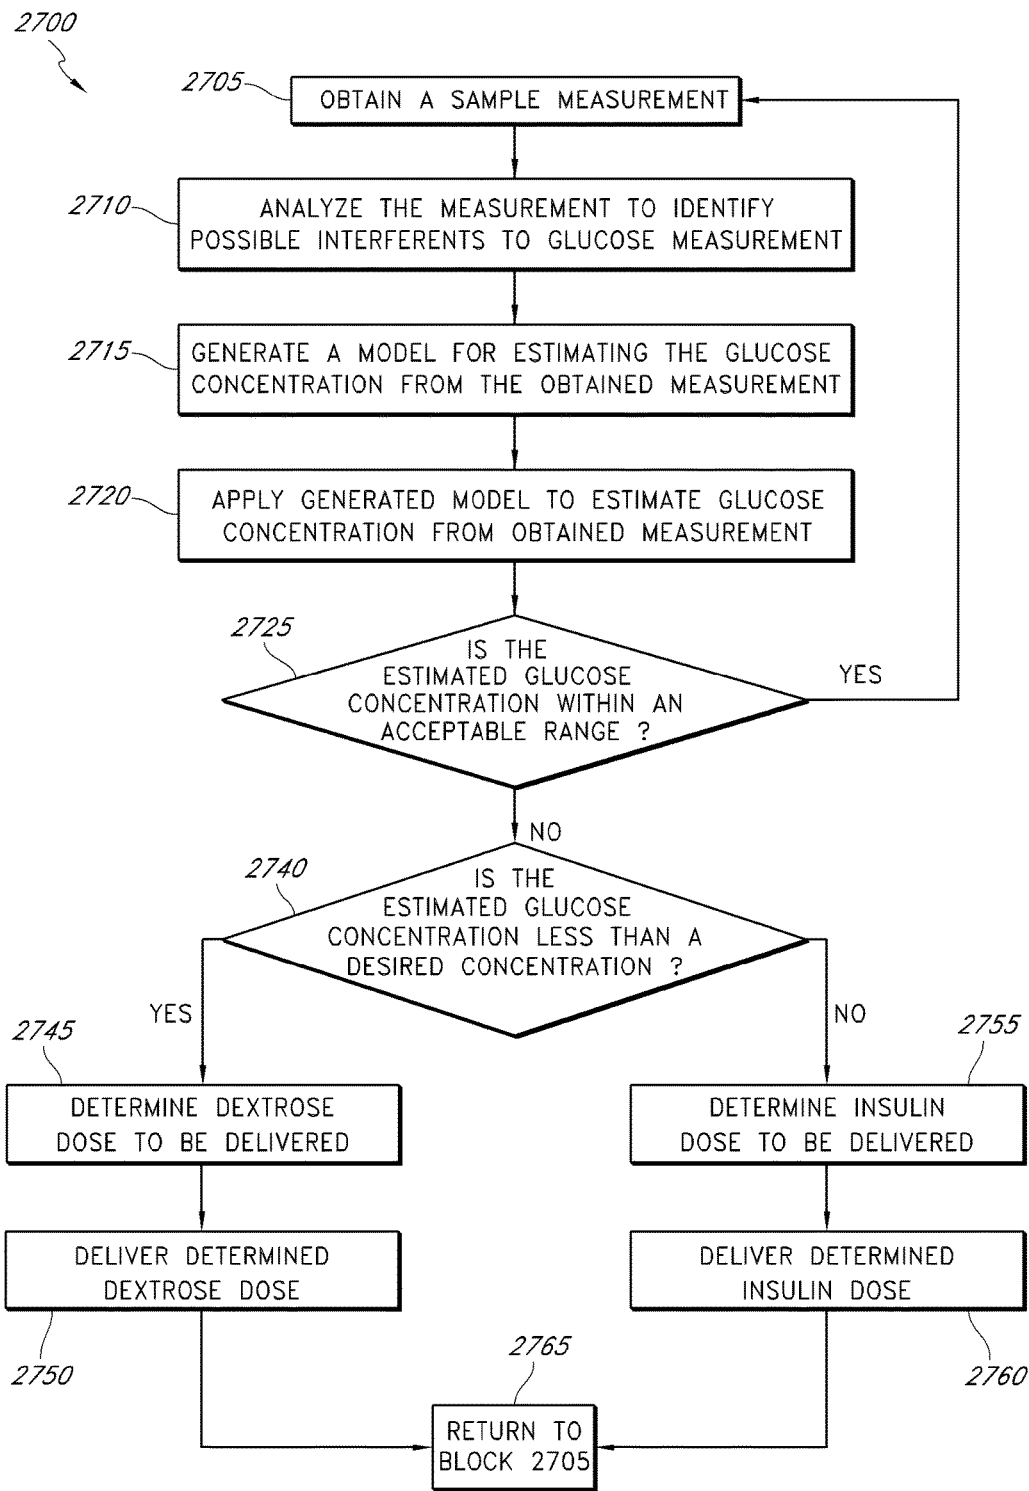 2700
2705
OBTAIN A SAMPLE MEASUREMENT
2710
ANALYZE THE MEASUREMENT TO IDENTIFY
POSSIBLE INTERFERENTS TO GLUCOSE MEASUREMENT
2715
GENERATE A MODEL FOR ESTIMATING THE GLUCOSE
CONCENTRATION FROM THE OBTAINED MEASUREMENT
2720
APPLY GENERATED MODEL TO ESTIMATE GLUCOSE
CONCENTRATION FROM OBTAINED MEASUREMENT
2725
IS THE
ESTIMATED GLUCOSE
CONCENTRATION WITHIN AN
ACCEPTABLE RANGE ?
YES
NO
2740
IS THE
ESTIMATED GLUCOSE
CONCENTRATION LESS THAN A
DESIRED CONCENTRATION ?
YES
NO
2745
DETERMINE DEXTROSE
DOSE TO BE DELIVERED
2755
DETERMINE INSULIN
DOSE TO BE DELIVERED
DELIVER DETERMINED
DEXTROSE DOSE
2750
DELIVER DETERMINED
INSULIN DOSE
2760
2765
RETURN TO
BLOCK 2705